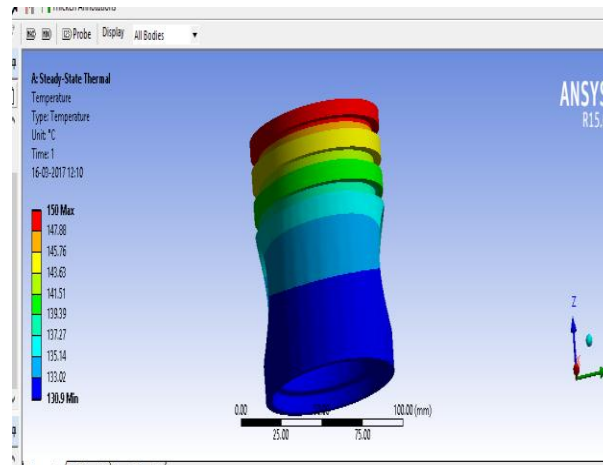 Probe Display All Bodies
A: Steady-State Thermal
Temperature
Type: Temperature
Unit: °C
Time: 1
16-03-2017 12:10
150 Max
147.88
145.76
143.63
141.51
139.39
137.27
135.14
133.02
130.9 Min
ANSYS
R15.
Z
0.00
100.00 (mm)
25.00
75.00